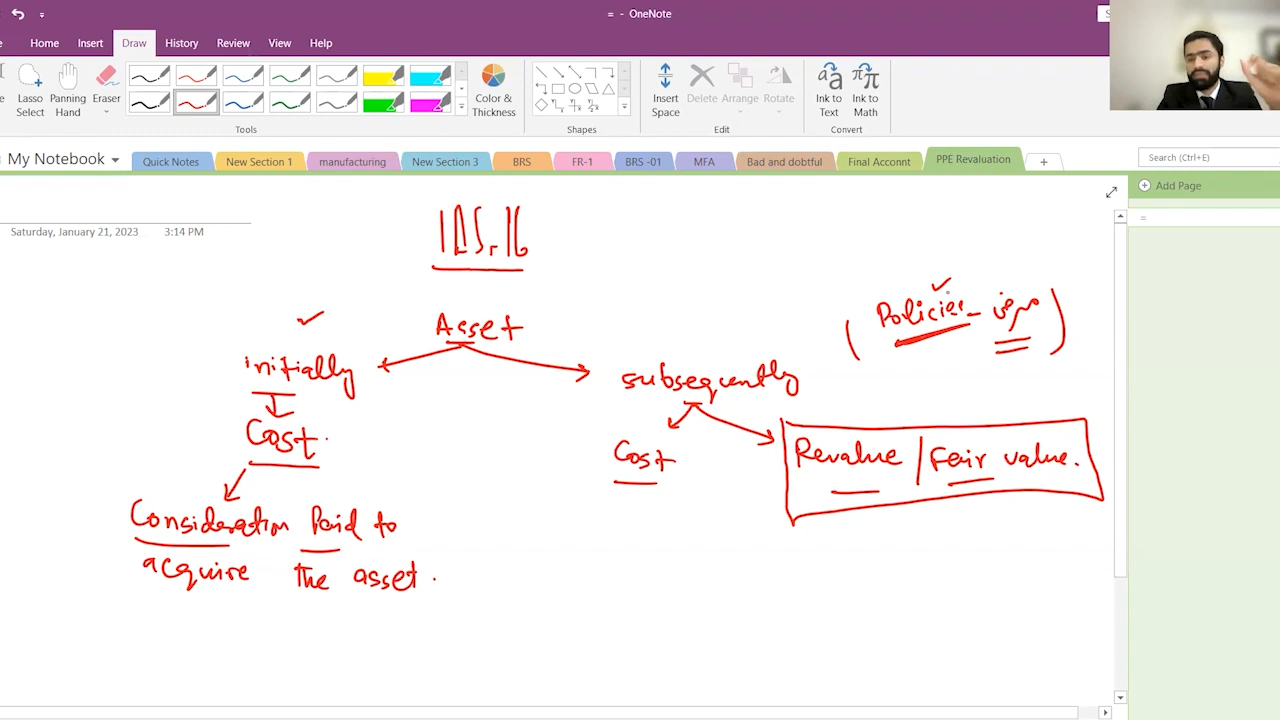 = - OneNote
Home Insert Draw History Review View Help
Lasso Select
Panning Hand
Eraser
Color & Thickness
Insert Space
Delete
Arrange
Rotate
Ink to Text
Ink to Math
Tools
Shapes
Edit
Convert
My Notebook
Quick Notes
New Section 1
manufacturing
New Section 3
BRS
FR-1
BRS -01
MFA
Bad and dobtful
Final Acconnt
PPE Revaluation
+
Search (Ctrl+E)
Add Page
=
Saturday, January 21, 2023 3:14 PM
IAS-16
(Policies -
Asset
initially
subsequently
Cost.
Cost
Revalue | Fair value.
Consideration Paid to
acquire the asset.